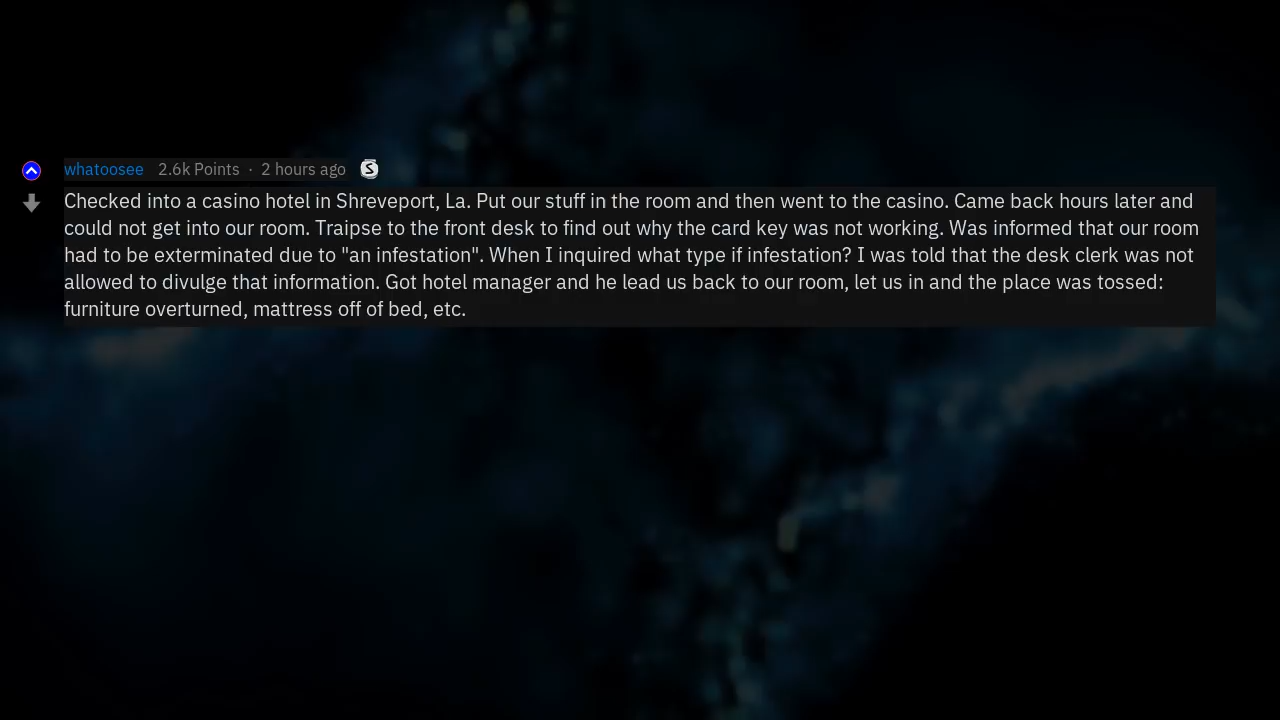 whatoosee 2.6k Points · 2 hours ago S
Checked into a casino hotel in Shreveport, La. Put our stuff in the room and then went to the casino. Came back hours later and
could not get into our room. Traipse to the front desk to find out why the card key was not working. Was informed that our room
had to be exterminated due to "an infestation". When I inquired what type if infestation? I was told that the desk clerk was not
allowed to divulge that information. Got hotel manager and he lead us back to our room, let us in and the place was tossed:
furniture overturned, mattress off of bed, etc.